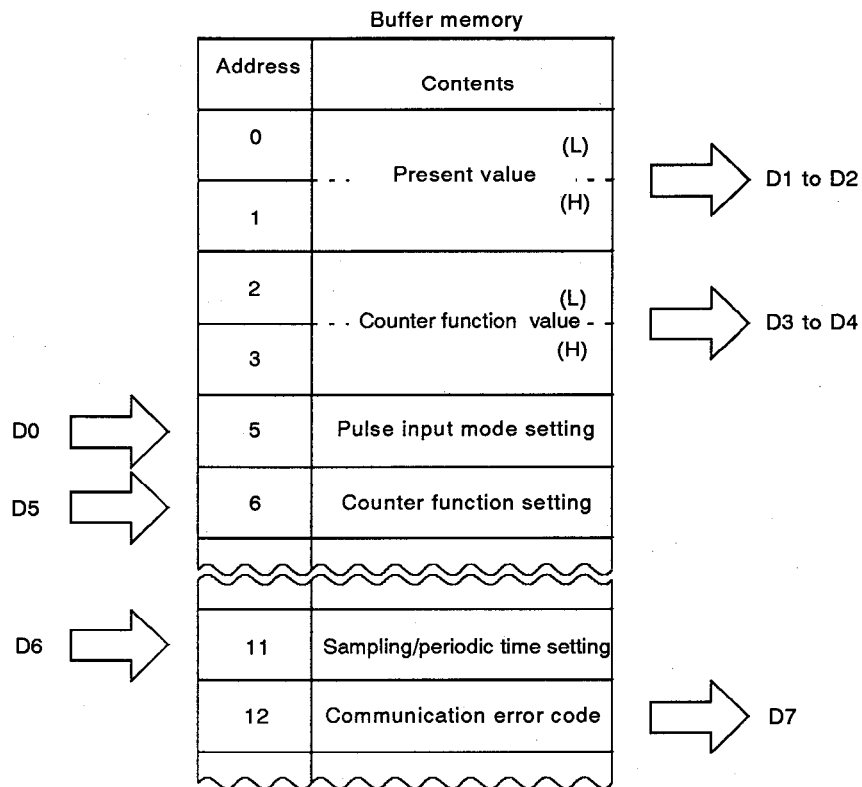 Buffer memory
Address
Contents
0
(L)
Present value
D1 to D2
(H)
1
2
(L)
Counter function value
D3 to D4
(H)
3
D0
5
Pulse input mode setting
D5
6
Counter function setting
D6
11
Sampling/periodic time setting
12
Communication error code
D7